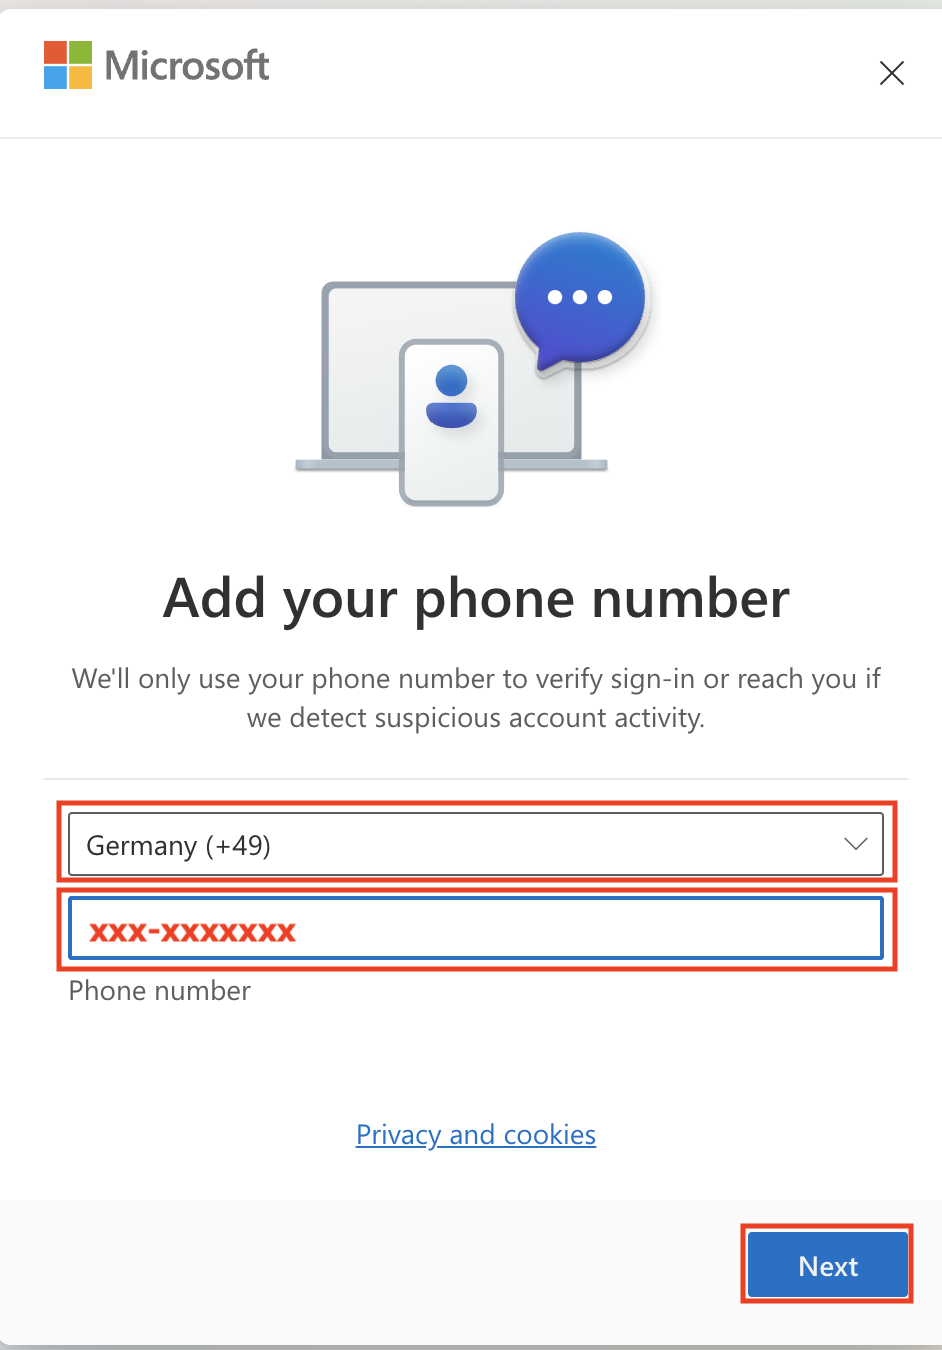 Microsoft
Add your phone number
We'll only use your phone number to verify sign-in or reach you if
we detect suspicious account activity.
Germany (+49)
xxx-xxxxxxx
Phone number
Privacy and cookies
Next